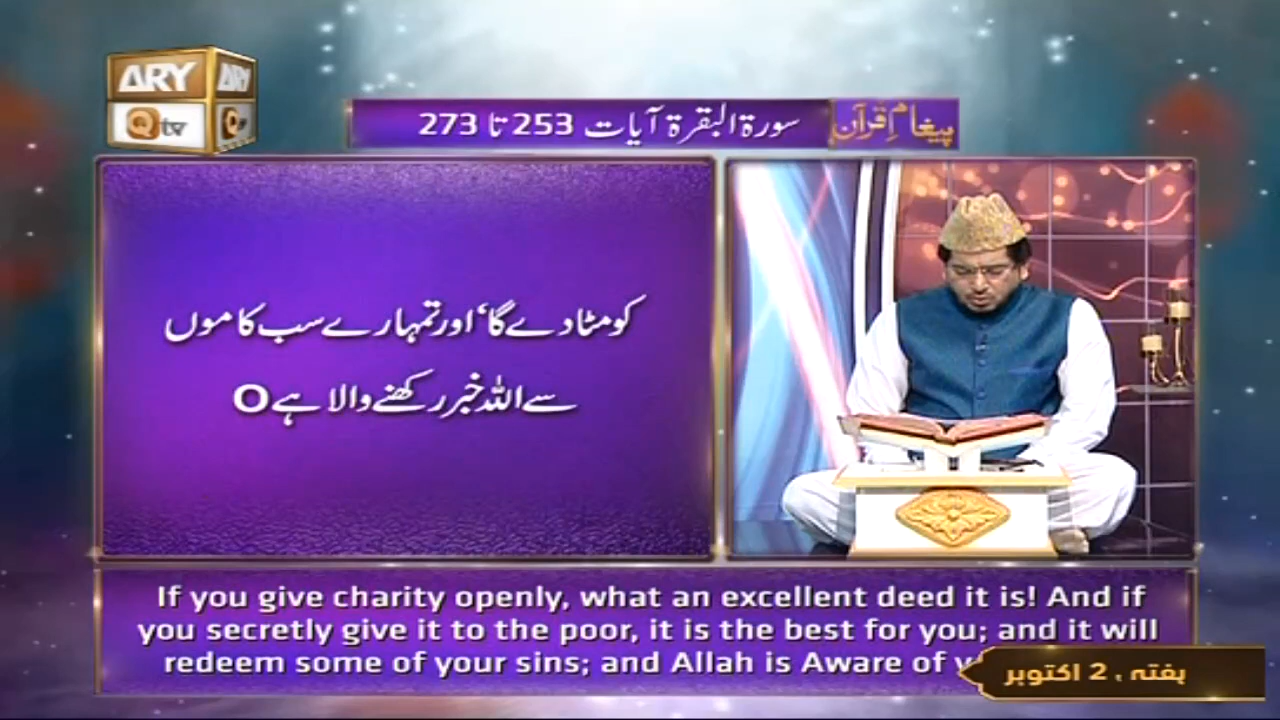 ARY
ARY
Qtv
Q
پیغامِ قرآن
سورۃ البقرۃ آیات 253 تا 273
کو مٹا دے گا‘ اور تمہارے سب کاموں
سے اللہ خبر رکھنے والا ہے O
If you give charity openly, what an excellent deed it is! And if
you secretly give it to the poor, it is the best for you; and it will
redeem some of your sins; and Allah is Aware of
ہفتہ ، 2 اکتوبر